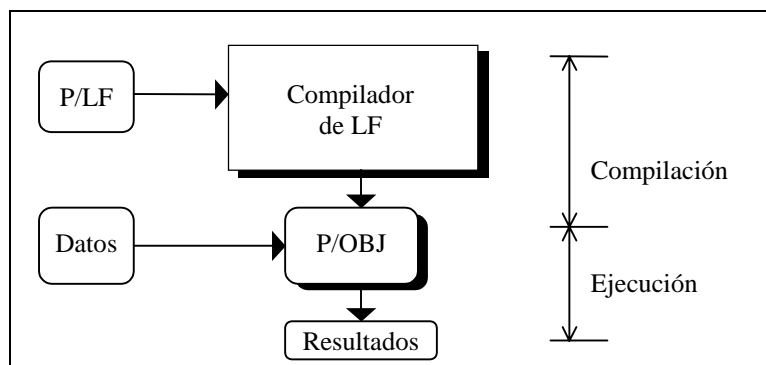 P/LF
Compilador
de LF
Compilación
Datos
P/OBJ
Ejecución
Resultados